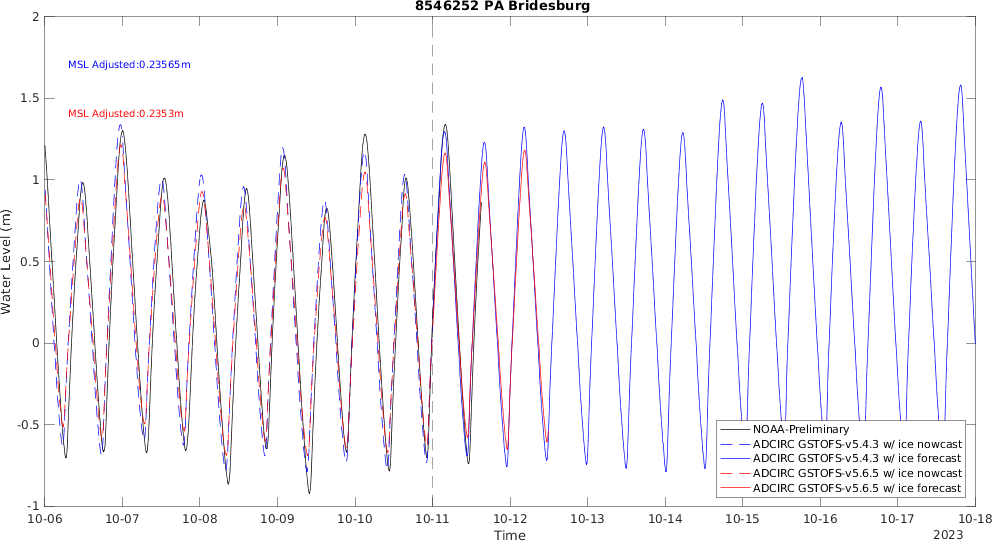 8546252 PA Bridesburg
2
1.5
1
0.5
0
-0.5
-1
Water Level (m)
MSL Adjusted:0.23565m
MSL Adjusted:0.2353m
NOAA-Preliminary
ADCIRC GSTOFS-v5.4.3 w/ ice nowcast
ADCIRC GSTOFS-v5.4.3 w/ ice forecast
ADCIRC GSTOFS-v5.6.5 w/ ice nowcast
ADCIRC GSTOFS-v5.6.5 w/ ice forecast
10-06 10-07 10-08 10-09 10-10 10-11 10-12 10-13 10-14 10-15 10-16 10-17 10-18
Time
2023